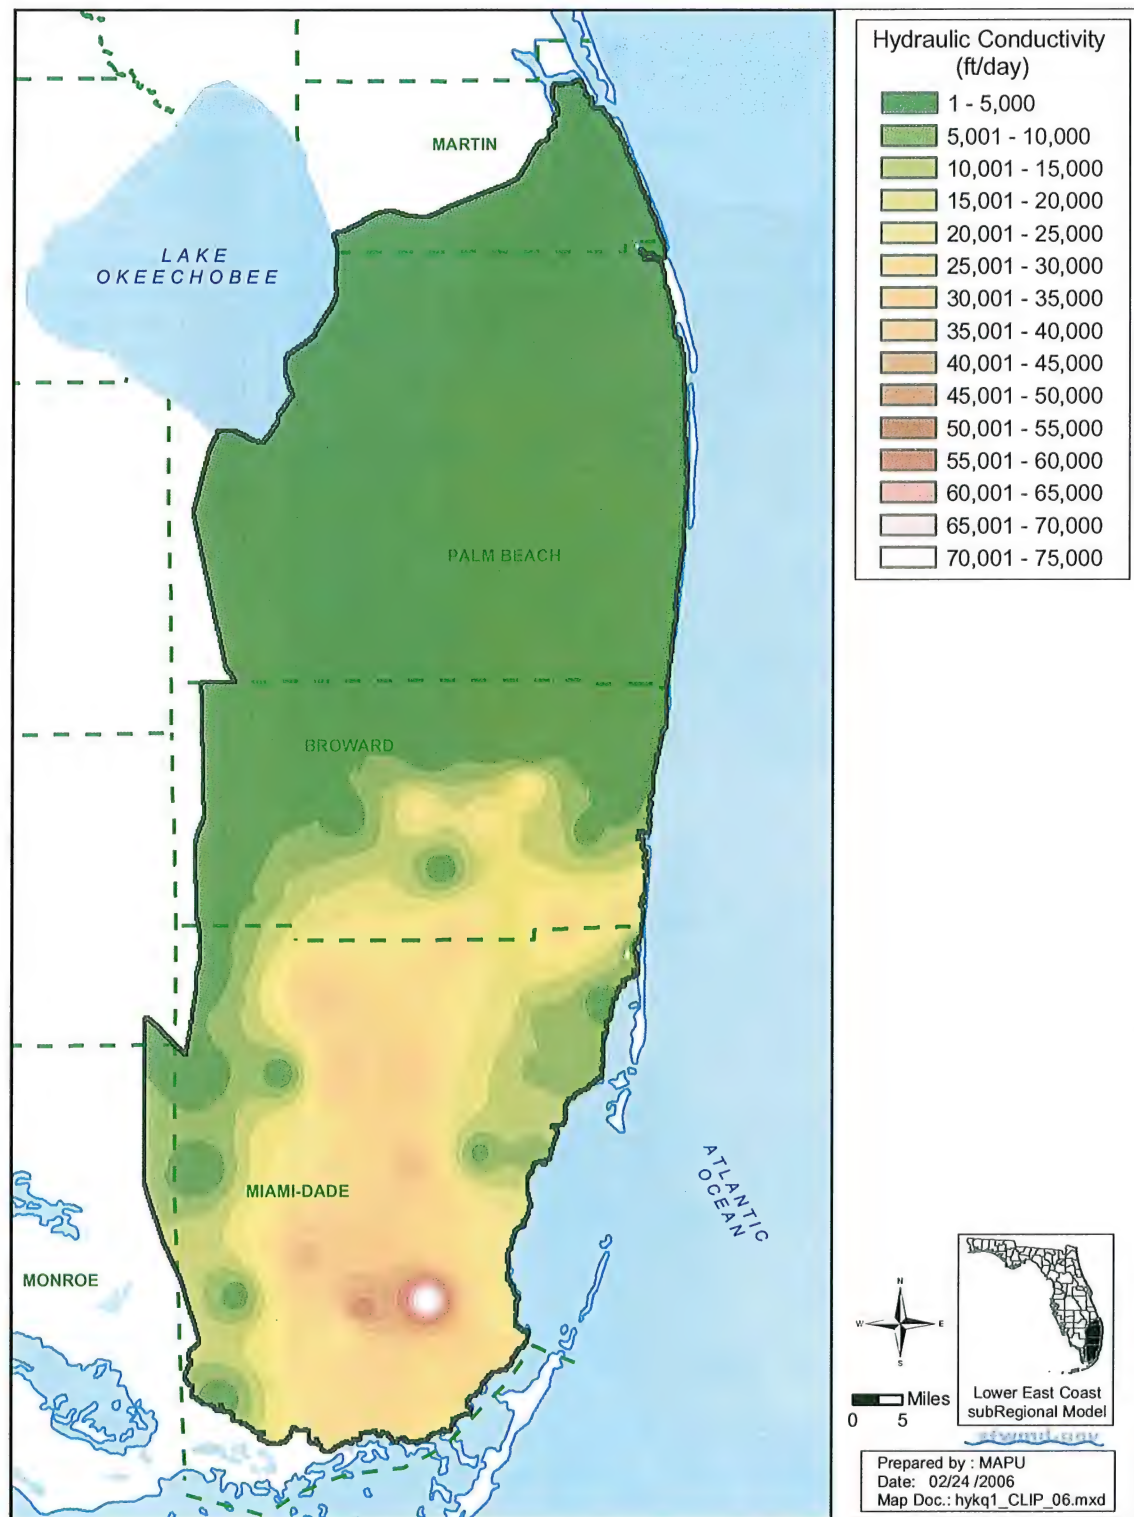 Hydraulic Conductivity
(ft/day)
1 - 5,000
5,001 - 10,000
10,001 - 15,000
15,001 - 20,000
20,001 - 25,000
25,001 - 30,000
30,001 - 35,000
35,001 - 40,000
40,001 - 45,000
45,001 - 50,000
50,001 - 55,000
55,001 - 60,000
60,001 - 65,000
65,001 - 70,000
70,001 - 75,000
MARTIN
LAKE
OKEECHOBEE
PALM BEACH
BROWARD
MIAMI-DADE
MONROE
ATLANTIC
OCEAN
N
W E
S
Miles
0 5
Lower East Coast
subRegional Model
sfwmd.gov
Prepared by : MAPU
Date: 02/24 /2006
Map Doc.: hykq1_CLIP_06.mxd